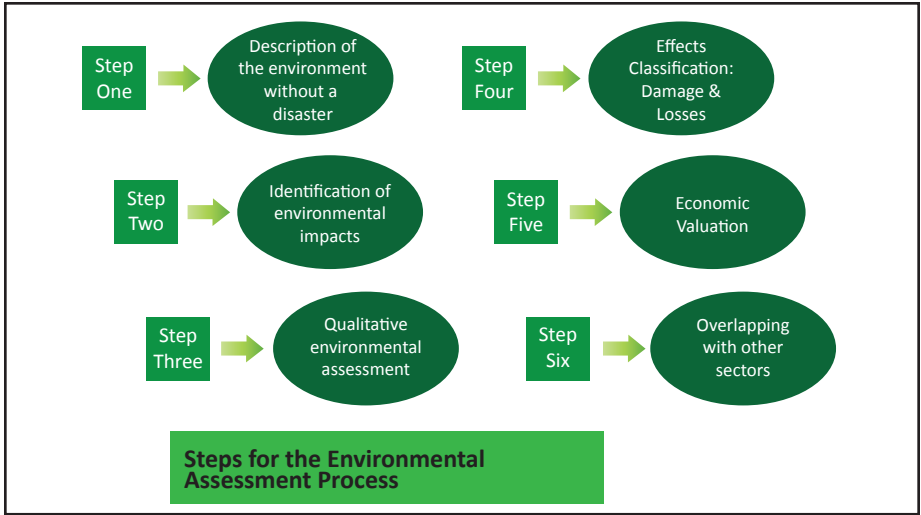 Step
One
Description of
the environment
without a
disaster
Step
Two
Identification of
environmental
impacts
Step
Three
Qualitative
environmental
assessment
Step
Four
Effects
Classification:
Damage &
Losses
Step
Five
Economic
Valuation
Step
Six
Overlapping
with other
sectors
Steps for the Environmental
Assessment Process